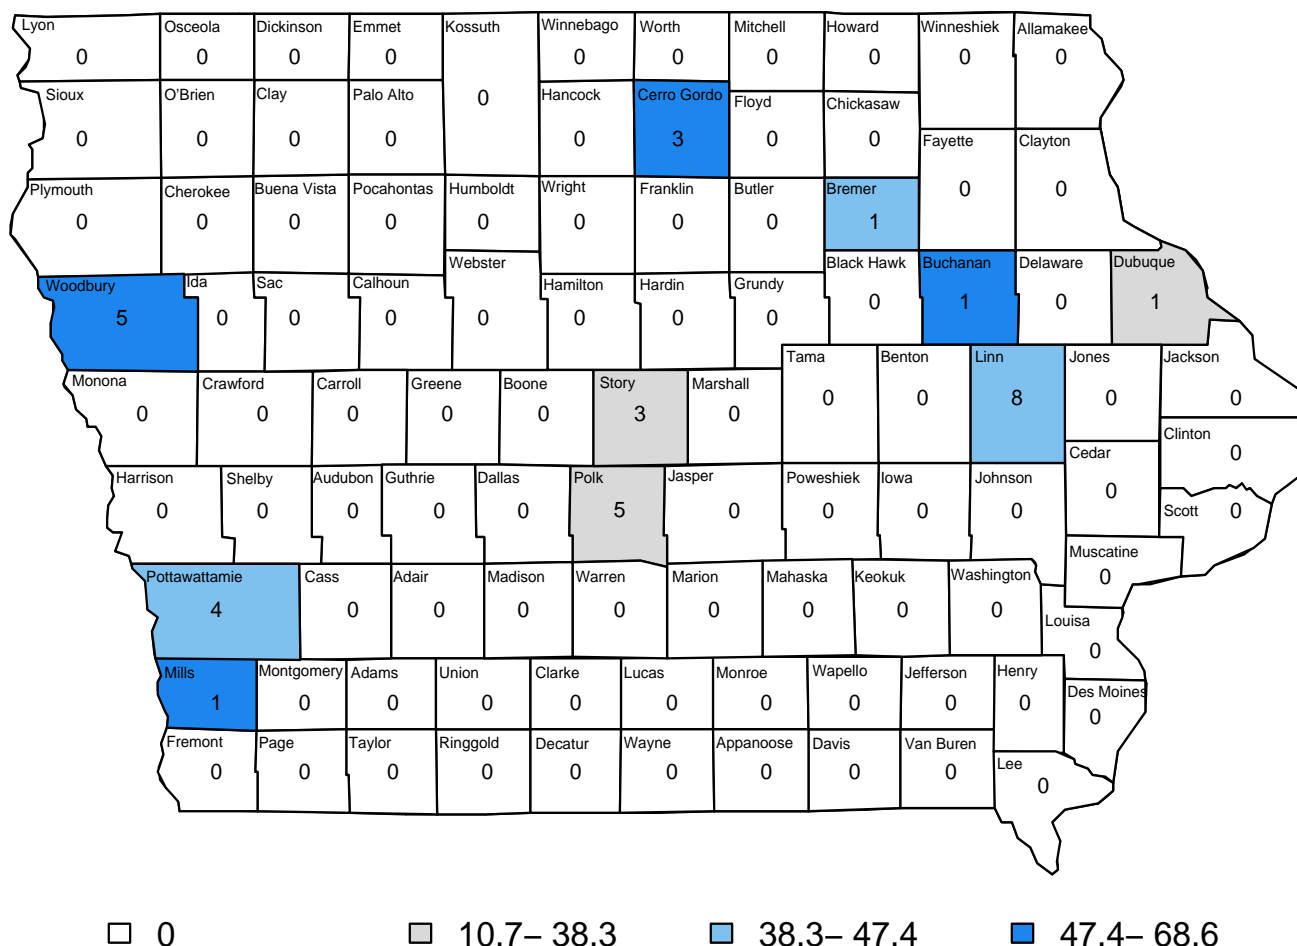 Lyon Osceola Dickinson Emmet Kossuth Winnebago Worth Mitchell Howard Winneshiek Allamakee
0 0 0 0 0 0 0 0 0 0
Sioux O'Brien Clay Palo Alto 0 Hancock Cerro Gordo Floyd Chickasaw
0 0 0 0 0 3 0 0
Fayette Clayton
0 0
Plymouth Cherokee Buena Vista Pocahontas Humboldt Wright Franklin Butler Bremer
0 0 0 0 0 0 0 0 1
Woodbury Ida Sac Calhoun Webster Hamilton Hardin Grundy Black Hawk Buchanan Delaware Dubuque
5 0 0 0 0 0 0 0 0 1 0 1
Monona Crawford Carroll Greene Boone Story Marshall Tama Benton Linn Jones Jackson
0 0 0 0 0 3 0 0 0 8 0 0
Clinton
0
Harrison Shelby Audubon Guthrie Dallas Polk Jasper Poweshiek Iowa Johnson Cedar Scott
0 0 0 0 0 5 0 0 0 0 0 0
Muscatine
0
Pottawattamie Cass Adair Madison Warren Marion Mahaska Keokuk Washington
4 0 0 0 0 0 0 0 0
Louisa
0
Mills Montgomery Adams Union Clarke Lucas Monroe Wapello Jefferson Henry Des Moines
1 0 0 0 0 0 0 0 0 0 0
Fremont Page Taylor Ringgold Decatur Wayne Appanoose Davis Van Buren Lee
0 0 0 0 0 0 0 0 0 0
0 10.7– 38.3 38.3– 47.4 47.4– 68.6